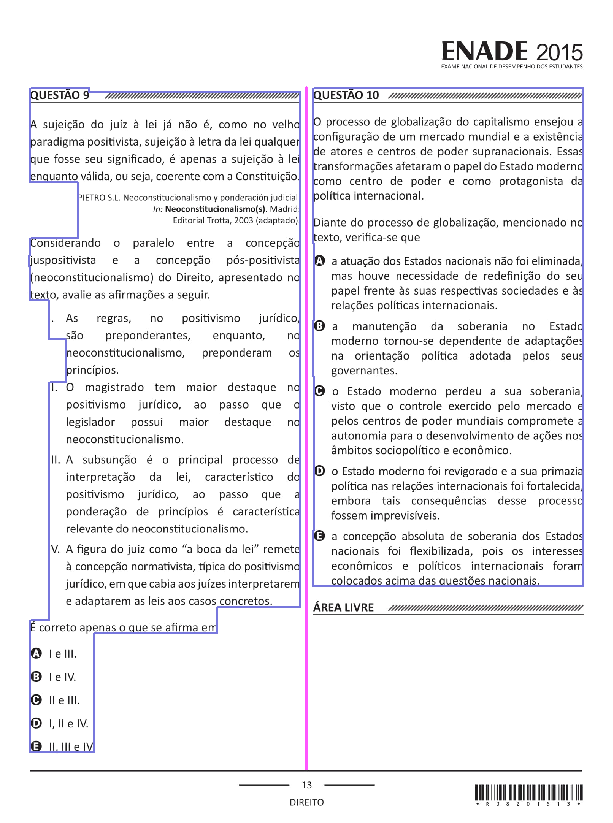 ENADE 2015
EXAME NACIONAL DE DESEMPENHO DOS ESTUDANTES
QUESTÃO 9
A sujeição do juiz à lei já não é, como no velho
paradigma positivista, sujeição à letra da lei qualquer
que fosse seu significado, é apenas a sujeição à lei
enquanto válida, ou seja, coerente com a Constituição.
PIETRO S.L. Neoconstitucionalismo y ponderación judicial.
In: Neoconstitucionalismo(s). Madrid:
Editorial Trotta, 2003 (adaptado).
Considerando o paralelo entre a concepção
juspositivista e a concepção pós-positivista
(neoconstitucionalismo) do Direito, apresentado no
texto, avalie as afirmações a seguir.
. As regras, no positivismo jurídico,
são preponderantes, enquanto, no
neoconstitucionalismo, preponderam os
princípios.
I. O magistrado tem maior destaque no
positivismo jurídico, ao passo que o
legislador possui maior destaque no
neoconstitucionalismo.
II. A subsunção é o principal processo de
interpretação da lei, característico do
positivismo jurídico, ao passo que a
ponderação de princípios é característica
relevante do neoconstitucionalismo.
V. A figura do juiz como “a boca da lei” remete
à concepção normativista, típica do positivismo
jurídico, em que cabia aos juízes interpretarem
e adaptarem as leis aos casos concretos.
É correto apenas o que se afirma em
A I e III.
B I e IV.
C II e III.
D I, II e IV.
E II, III e IV
QUESTÃO 10
O processo de globalização do capitalismo ensejou a
configuração de um mercado mundial e a existência
de atores e centros de poder supranacionais. Essas
transformações afetaram o papel do Estado moderno
como centro de poder e como protagonista da
política internacional.
Diante do processo de globalização, mencionado no
texto, verifica-se que
A a atuação dos Estados nacionais não foi eliminada,
mas houve necessidade de redefinição do seu
papel frente às suas respectivas sociedades e às
relações políticas internacionais.
B a manutenção da soberania no Estado
moderno tornou-se dependente de adaptações
na orientação política adotada pelos seus
governantes.
C o Estado moderno perdeu a sua soberania,
visto que o controle exercido pelo mercado e
pelos centros de poder mundiais compromete a
autonomia para o desenvolvimento de ações nos
âmbitos sociopolítico e econômico.
D o Estado moderno foi revigorado e a sua primazia
política nas relações internacionais foi fortalecida,
embora tais consequências desse processo
fossem imprevisíveis.
E a concepção absoluta de soberania dos Estados
nacionais foi flexibilizada, pois os interesses
econômicos e políticos internacionais foram
colocados acima das questões nacionais.
ÁREA LIVRE
13
DIREITO
*R0820151 3*